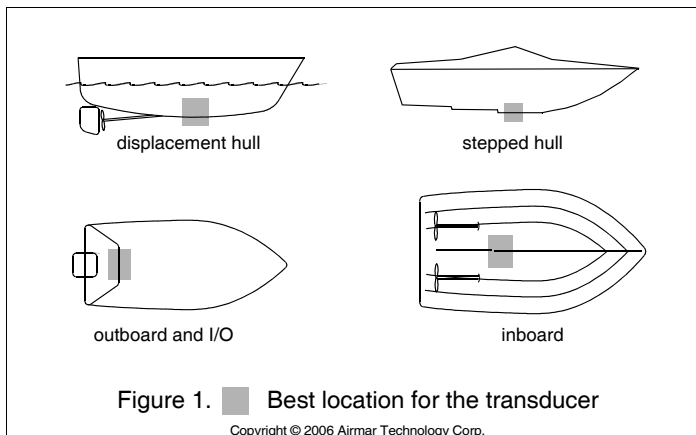 displacement hull
stepped hull
outboard and I/O
inboard
Figure 1. Best location for the transducer
Copyright © 2006 Airmar Technology Corp.